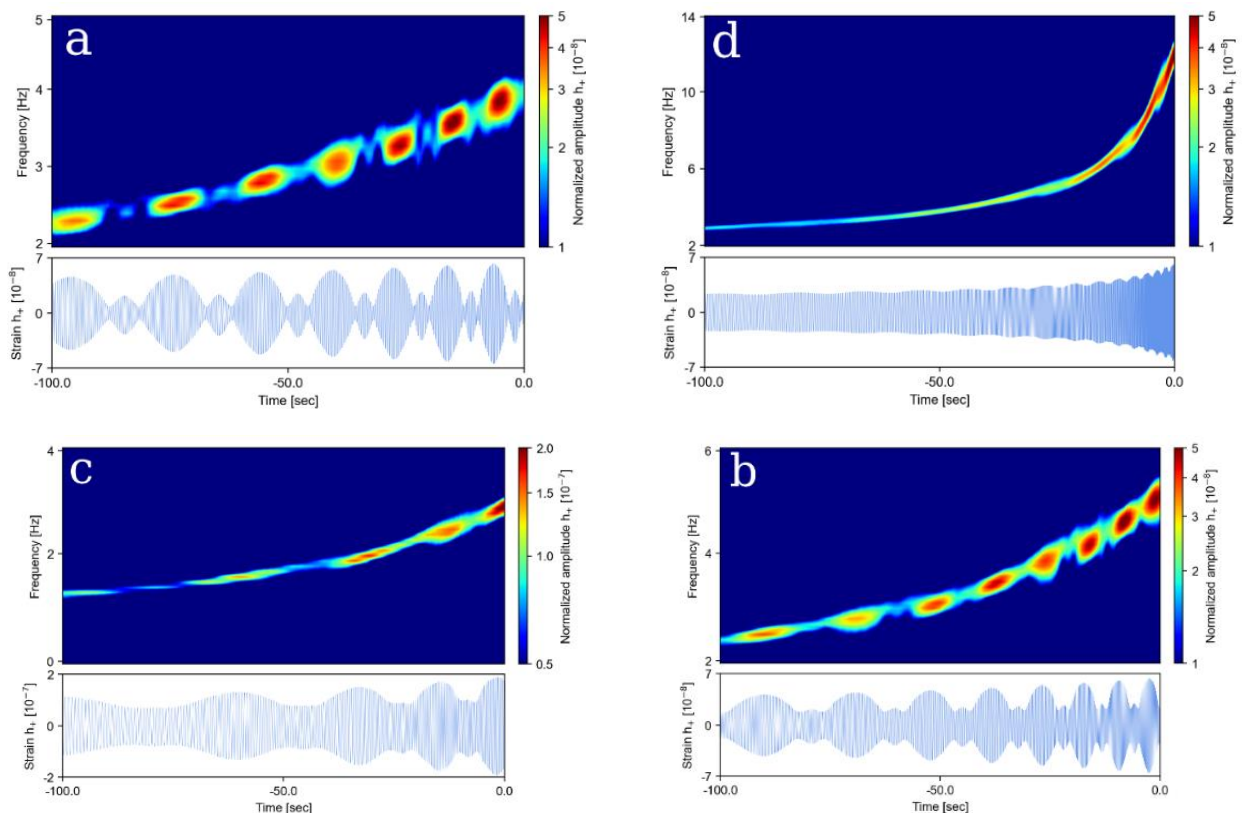 a
5
4
3
2
Frequency [Hz]
5
4
3
2
1
Normalized amplitude h₊ [10⁻⁸]
7
0
-7
Strain h₊ [10⁻⁸]
-100.0 -50.0 0.0
Time [sec]
d
14
10
6
2
Frequency [Hz]
5
4
3
2
1
Normalized amplitude h₊ [10⁻⁸]
7
0
-7
Strain h₊ [10⁻⁸]
-100.0 -50.0 0.0
Time [sec]
c
4
2
0
Frequency [Hz]
2.0
1.5
1.0
0.5
Normalized amplitude h₊ [10⁻⁷]
2
0
-2
Strain h₊ [10⁻⁷]
-100.0 -50.0 0.0
Time [sec]
b
6
4
2
Frequency [Hz]
5
4
3
2
1
Normalized amplitude h₊ [10⁻⁸]
7
0
-7
Strain h₊ [10⁻⁸]
-100.0 -50.0 0.0
Time [sec]